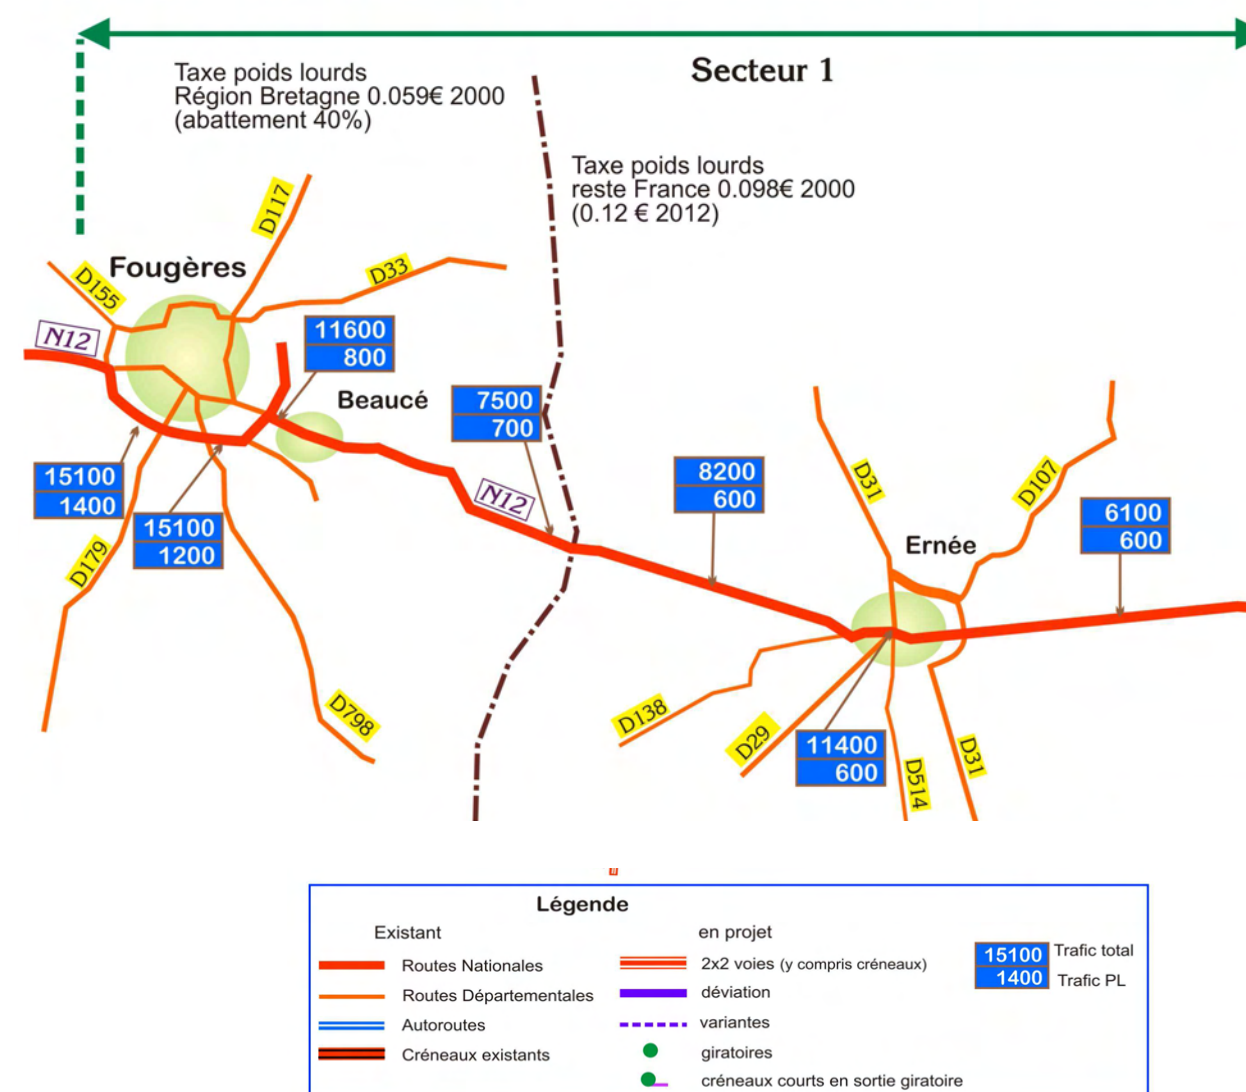 Secteur 1
Taxe poids lourds
Région Bretagne 0.059€ 2000
(abattement 40%)
Taxe poids lourds
reste France 0.098€ 2000
(0.12 € 2012)
D117
Fougères
D33
D155
N12
11600
800
Beaucé
7500
700
15100
1400
15100
1200
N12
8200
600
D31
D107
6100
600
Ernée
D179
D798
D138
D29
11400
600
D514
D31
Légende
Existant
en projet
Routes Nationales
2x2 voies (y compris créneaux)
15100
Trafic total
1400
Trafic PL
Routes Départementales
déviation
Autoroutes
variantes
Créneaux existants
giratoires
créneaux courts en sortie giratoire